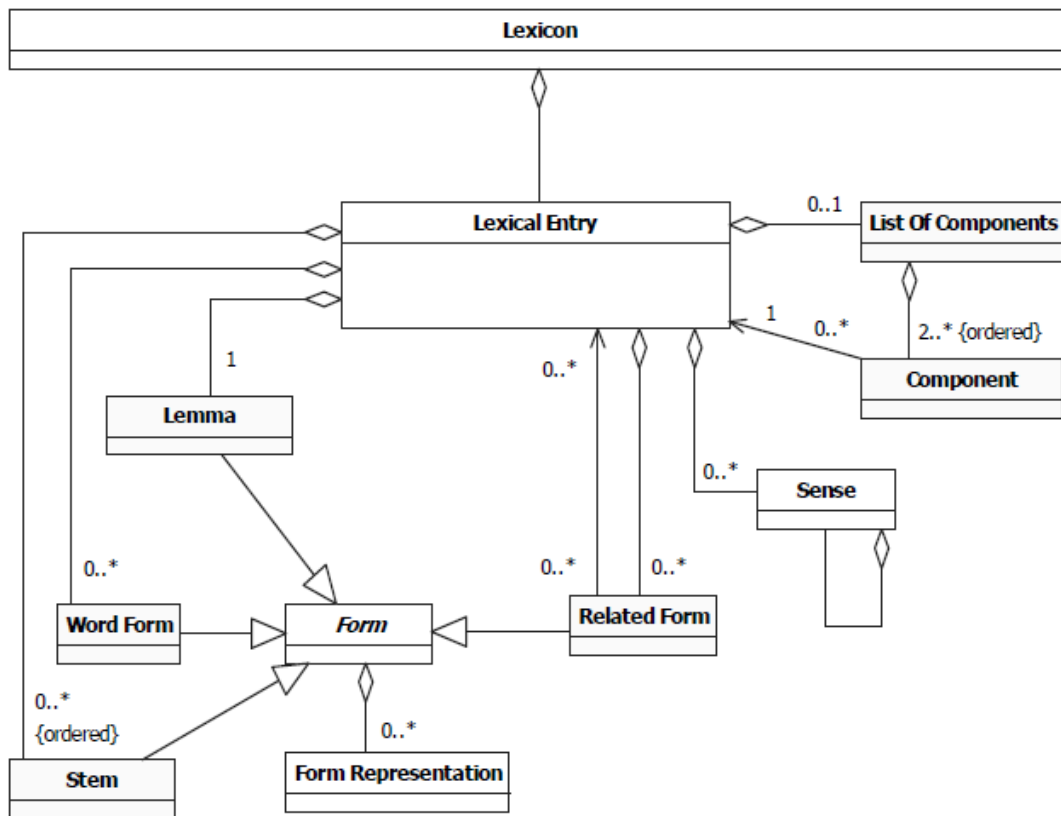 Lexicon
Lexical Entry
0..1
List Of Components
1
0..*
2..* {ordered}
Component
0..*
1
Lemma
0..*
Sense
0..*
0..*
0..*
Word Form
Form
Related Form
0..*
{ordered}
0..*
Stem
Form Representation